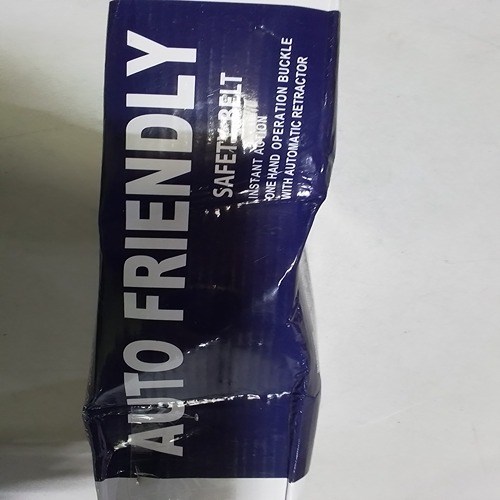 AUTO FRIENDLY
SAFETY BELT
INSTANT ACTION
ONE HAND OPERATION BUCKLE
WITH AUTOMATIC RETRACTOR